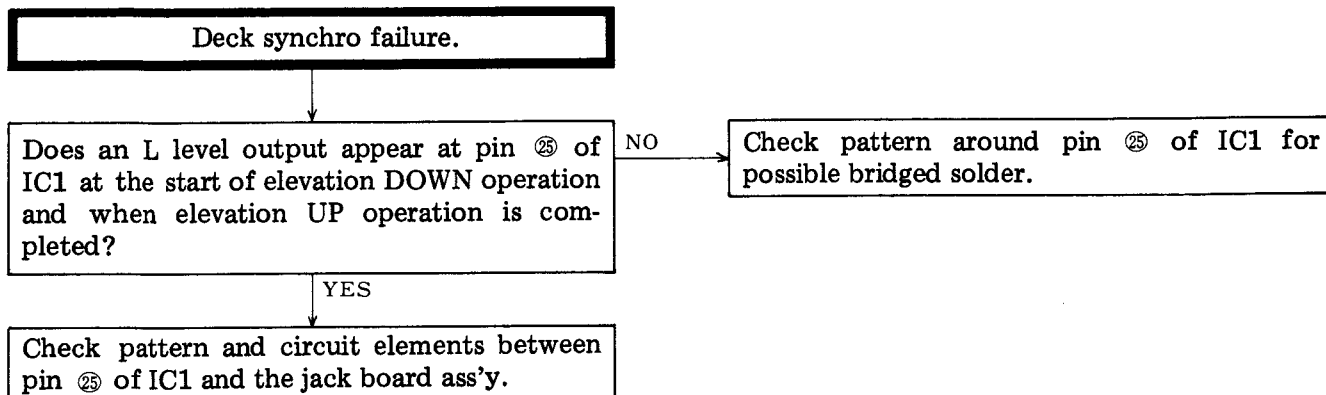 Deck synchro failure.
Does an L level output appear at pin ㉕ of
IC1 at the start of elevation DOWN operation
and when elevation UP operation is com-
pleted?
NO
Check pattern around pin ㉕ of IC1 for
possible bridged solder.
YES
Check pattern and circuit elements between
pin ㉕ of IC1 and the jack board ass'y.